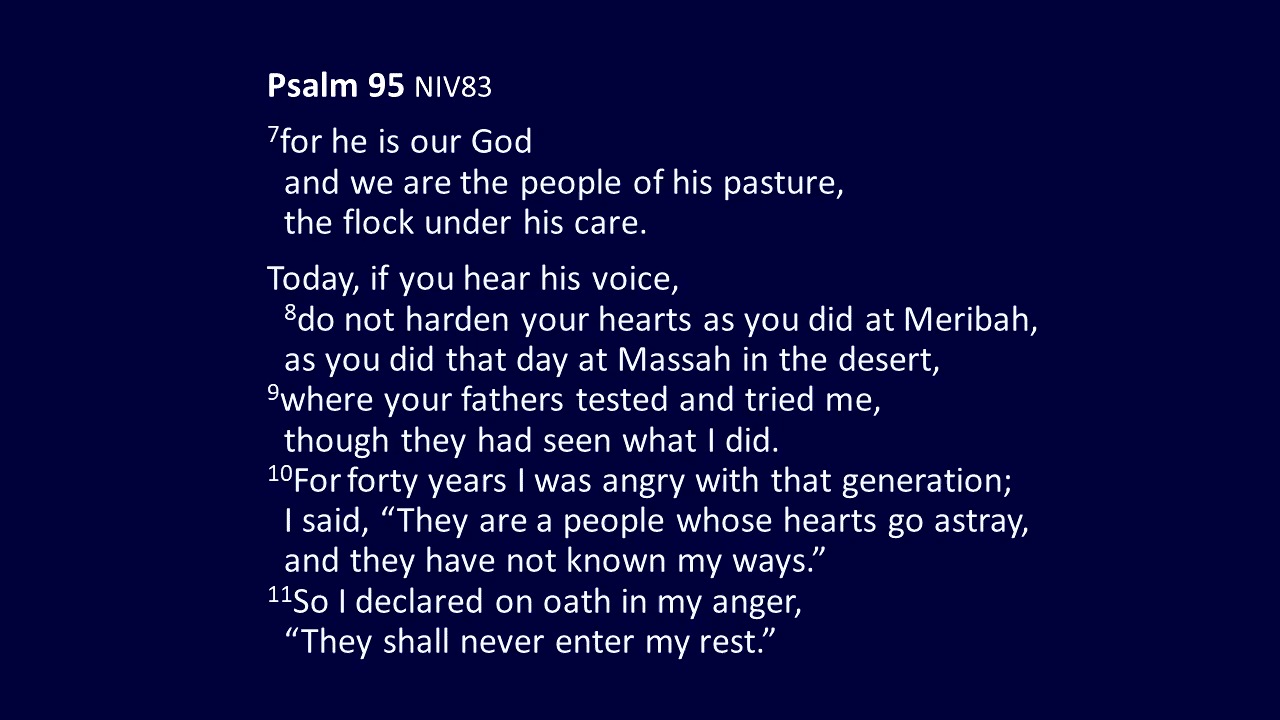 Psalm 95 NIV83
7for he is our God
and we are the people of his pasture,
the flock under his care.
Today, if you hear his voice,
8do not harden your hearts as you did at Meribah,
as you did that day at Massah in the desert,
9where your fathers tested and tried me,
though they had seen what I did.
10For forty years I was angry with that generation;
I said, “They are a people whose hearts go astray,
and they have not known my ways.”
11So I declared on oath in my anger,
“They shall never enter my rest.”